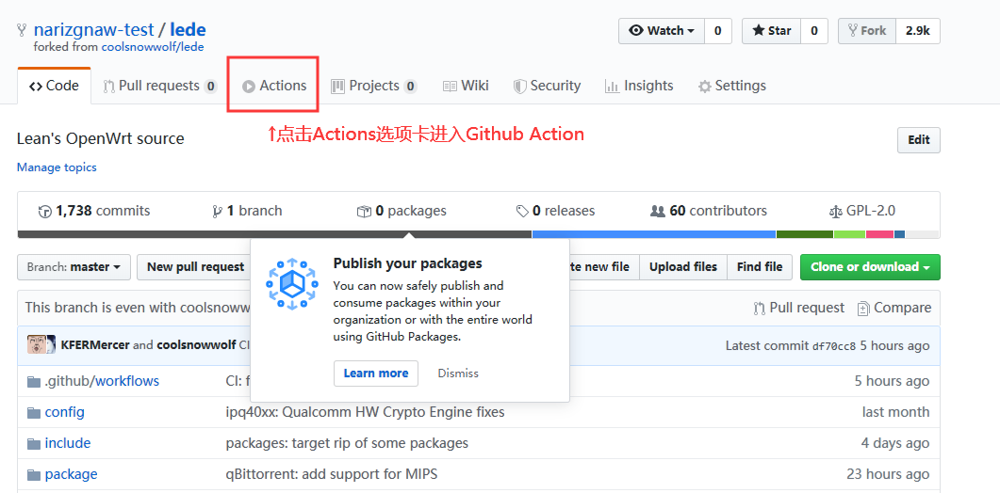 narizgnaw-test / lede
Watch 0 Star 0 Fork 2.9k
forked from coolsnowwolf/lede
Code Pull requests 0 Actions Projects 0 Wiki Security Insights Settings
↑点击Actions选项卡进入Github Action
Lean's OpenWrt source
Edit
Manage topics
1,738 commits 1 branch 0 packages 0 releases 60 contributors GPL-2.0
Branch: master New pull request te new file Upload files Find file Clone or download
Publish your packages
You can now safely publish and
consume packages within your
organization or with the entire world
using GitHub Packages.
Learn more Dismiss
This branch is even with coolsnoww Pull request Compare
KFERMercer and coolsnowwolf CI Latest commit df70cc8 5 hours ago
.github/workflows CI: f 5 hours ago
config ipq40xx: Qualcomm HW Crypto Engine fixes last month
include packages: target rip of some packages 4 days ago
package qBittorrent: add support for MIPS 23 hours ago